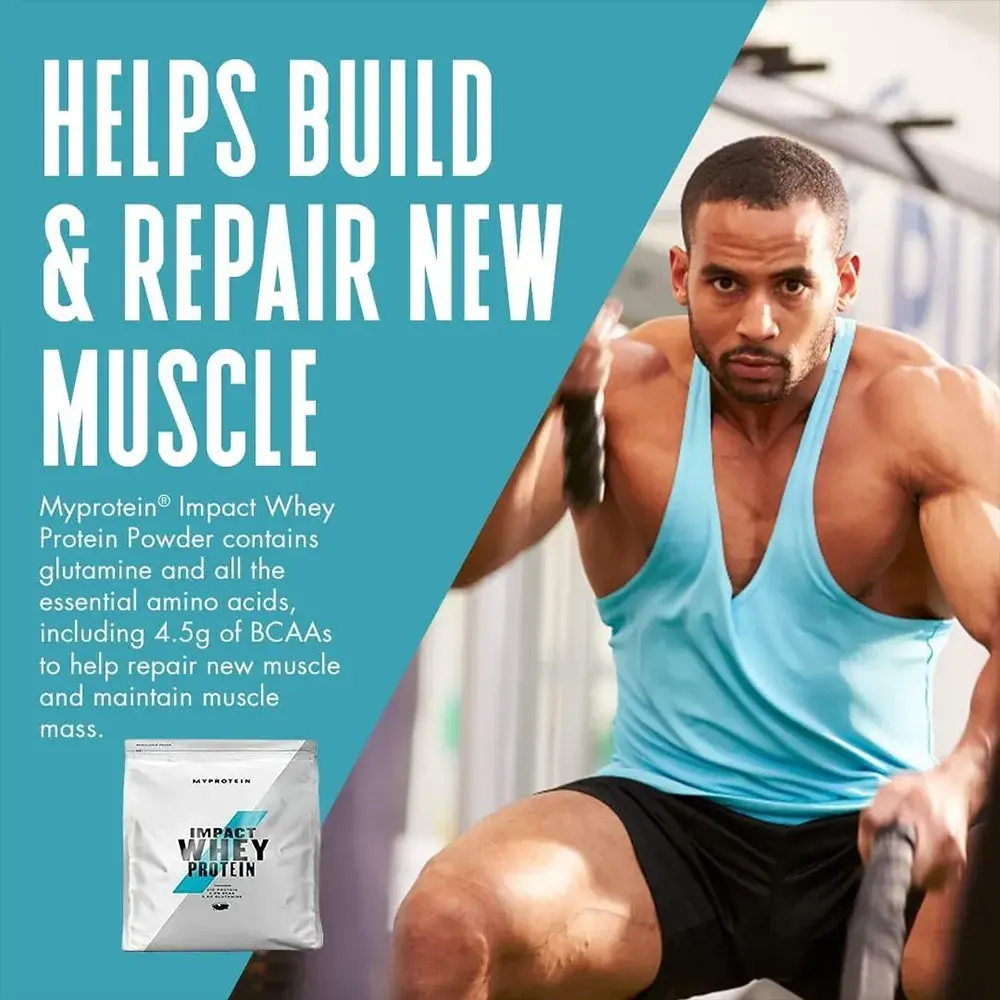 HELPS BUILD
& REPAIR NEW
MUSCLE
Myprotein® Impact Whey
Protein Powder contains
glutamine and all the
essential amino acids,
including 4.5g of BCAAs
to help repair new muscle
and maintain muscle
mass.
MYPROTEIN
IMPACT
WHEY
PROTEIN